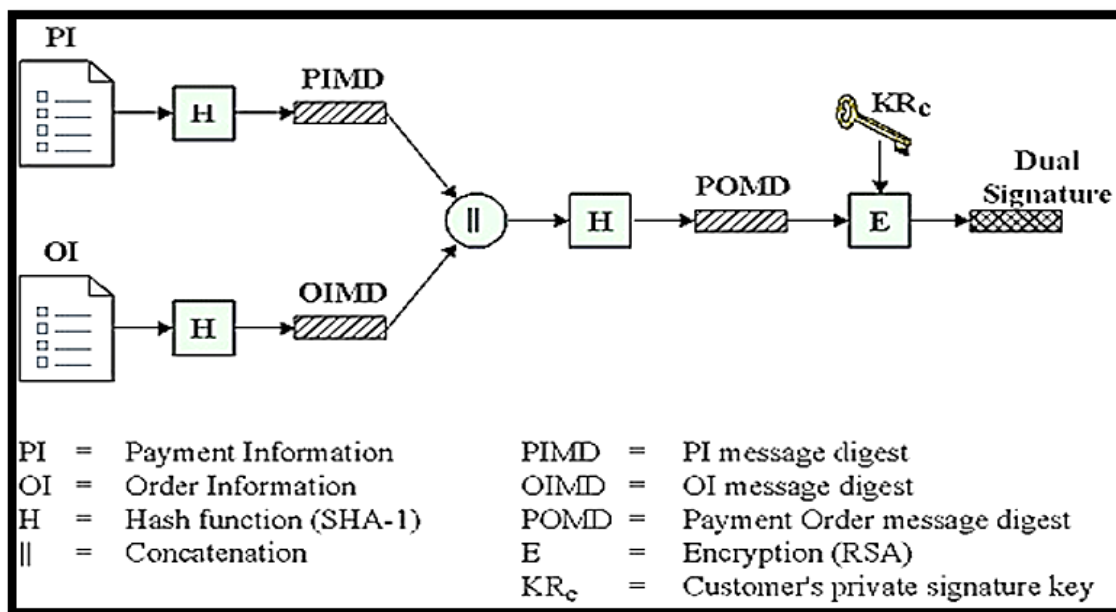 PI
H
PIMD
KRc
Dual
Signature
||
H
POMD
E
OI
H
OIMD
PI = Payment Information
OI = Order Information
H = Hash function (SHA-1)
|| = Concatenation
PIMD = PI message digest
OIMD = OI message digest
POMD = Payment Order message digest
E = Encryption (RSA)
KRc = Customer's private signature key